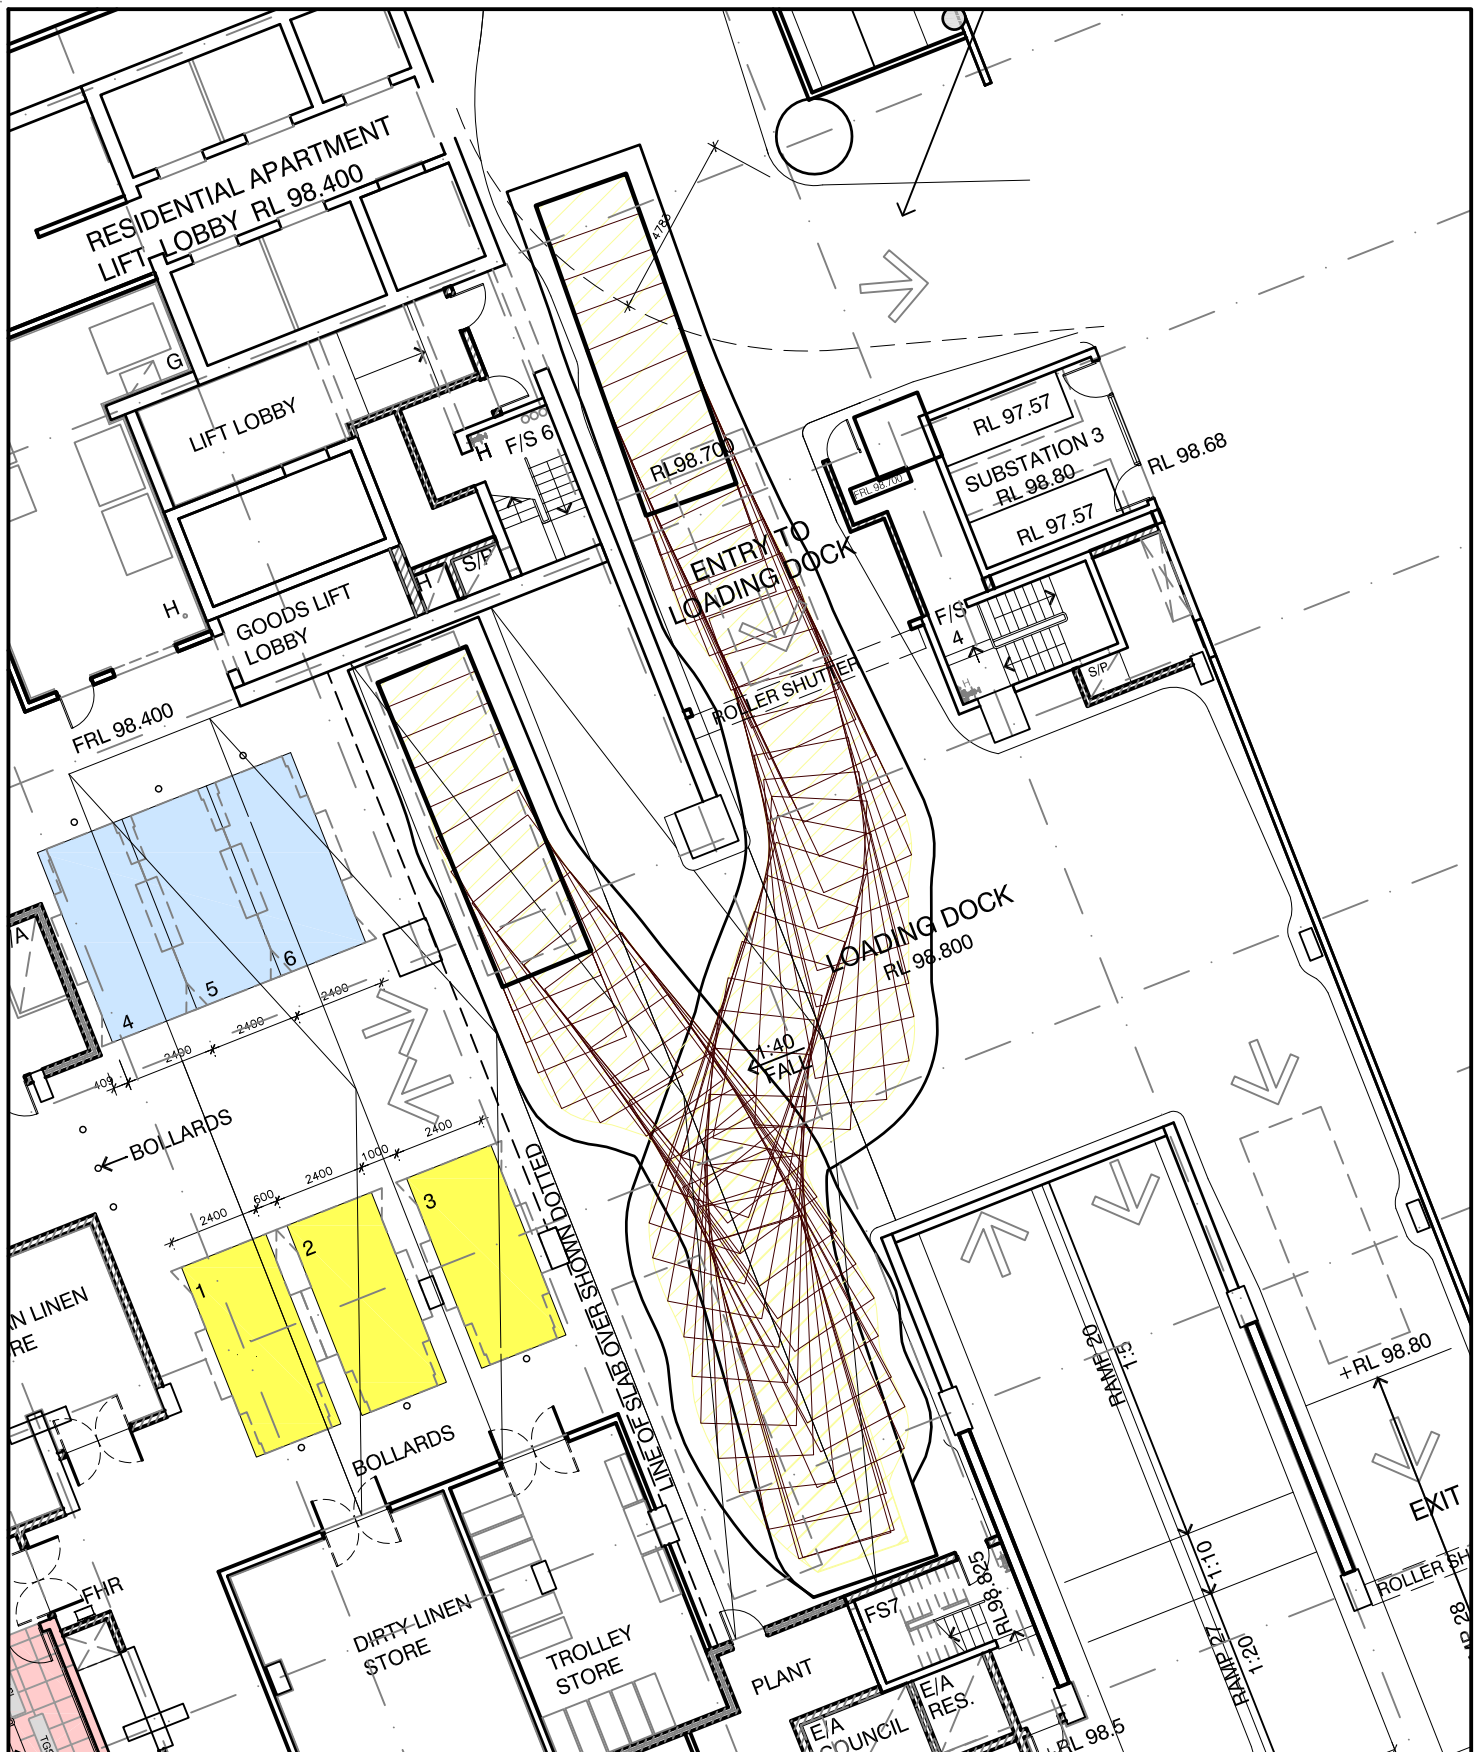 RESIDENTIAL APARTMENT
LIFT LOBBY RL 98.400
4783
G
LIFT LOBBY
H
F/S 6
RL98.700
RL 97.57
SUBSTATION 3
RL 98.80
RL 97.57
RL 98.68
FRL 98.700
ENTRY TO
LOADING DOCK
H
S/P
H
GOODS LIFT
LOBBY
F/S
4
H
S/P
ROLLER SHUTTER
FRL 98.400
LOADING DOCK
RL 98.800
4
5
6
409
2400
2400
2400
1:40
FALL
BOLLARDS
2400
600
2400
1000
2400
1
2
3
LINE OF SLAB OVER SHOWN DOTTED
RAMP 20
1:5
+RL 98.80
BOLLARDS
EXIT
1:10
ROLLER SH
FHR
DIRTY LINEN
STORE
TROLLEY
STORE
FS7
RL98.825
PLANT
E/A
RES.
E/A
COUNCIL
RL 98.5
RAMP 27
1:20